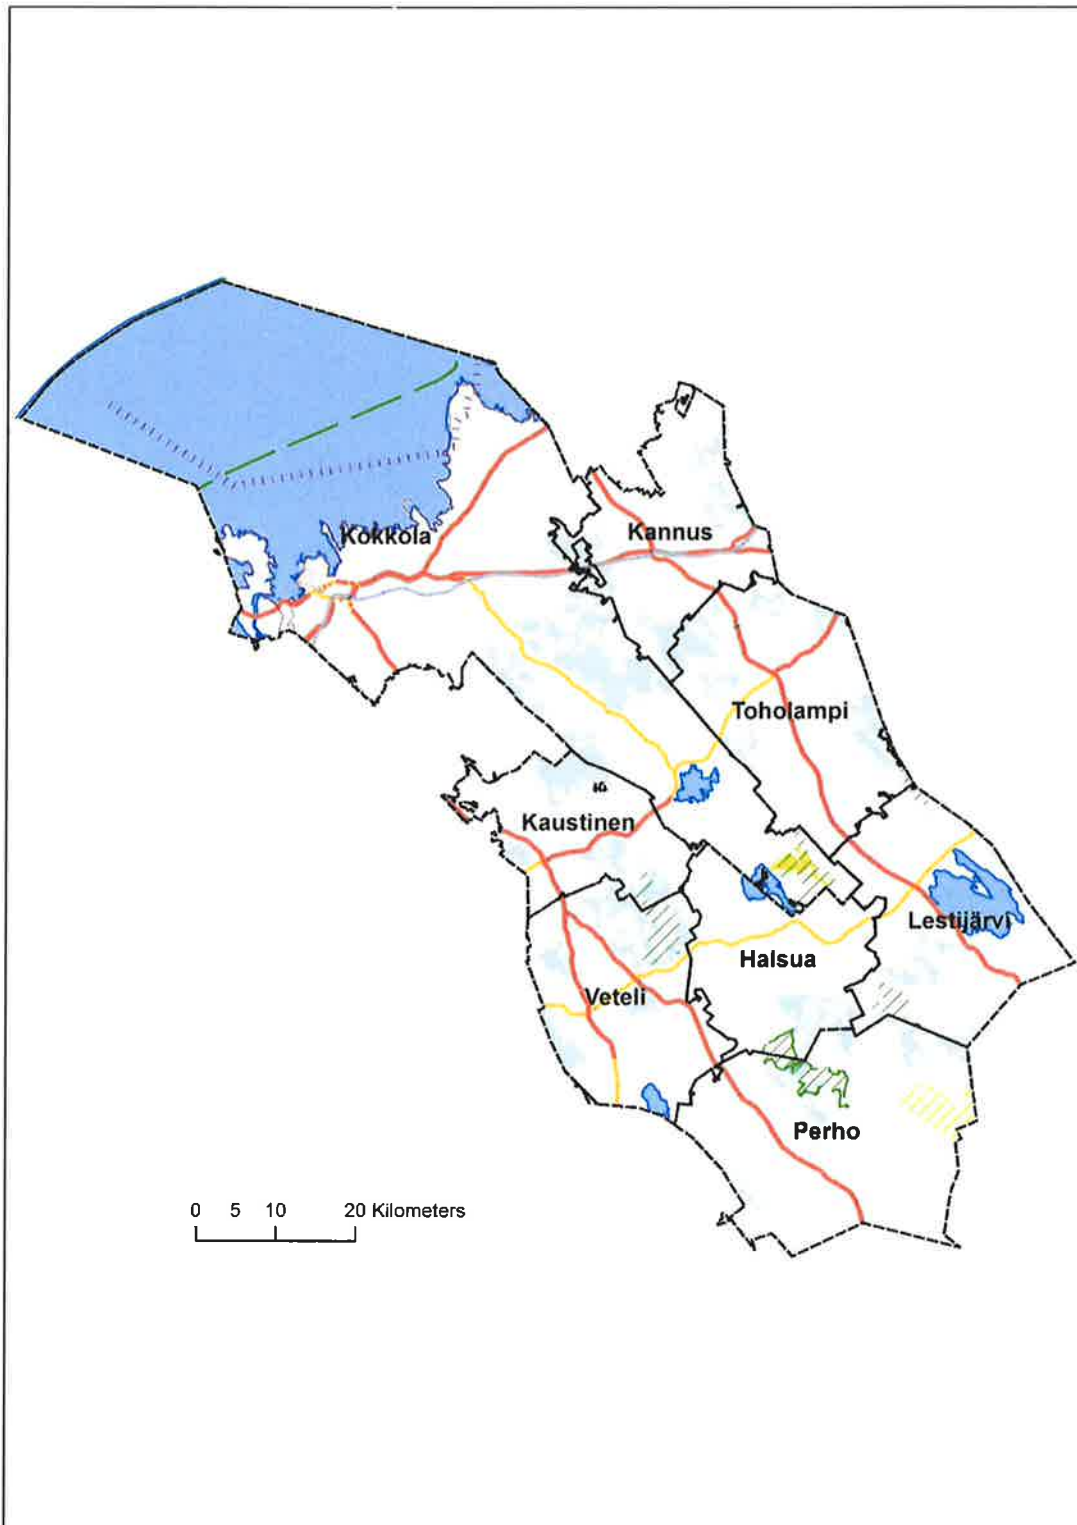 Kokkola
Kannus
Toholampi
Kaustinen
Lestijärvi
Halsua
Veteli
Perho
0 5 10 20 Kilometers